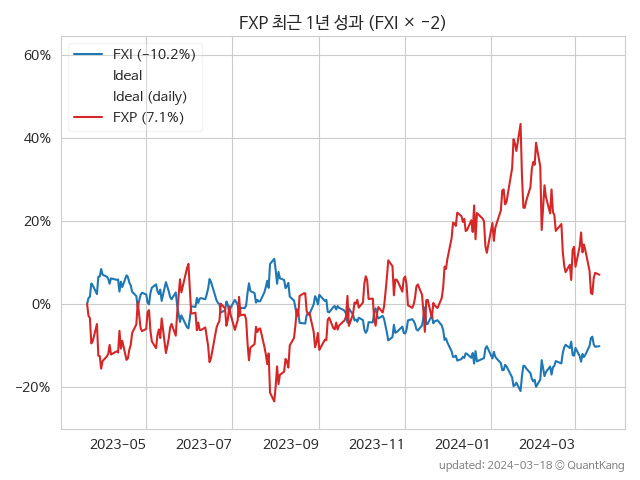 FXP 최근 1년 성과 (FXI × −2)
FXI (−10.2%)
Ideal
Ideal (daily)
FXP (7.1%)
60%
40%
20%
0%
−20%
2023-05 2023-07 2023-09 2023-11 2024-01 2024-03
updated: 2024-03-18 © QuantKang